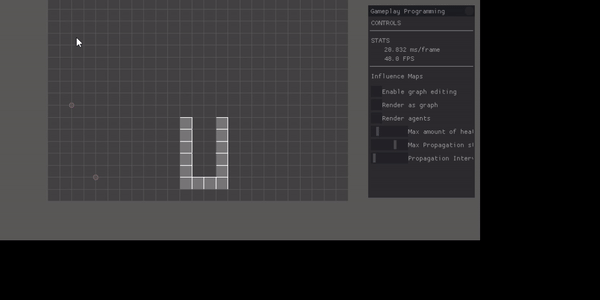 Gameplay Programming
CONTROLS
STATS
20.832 ms/frame
48.0 FPS
Influence Maps
Enable graph editing
Render as graph
Render agents
Max amount of hea
Max Propagation
Propagation